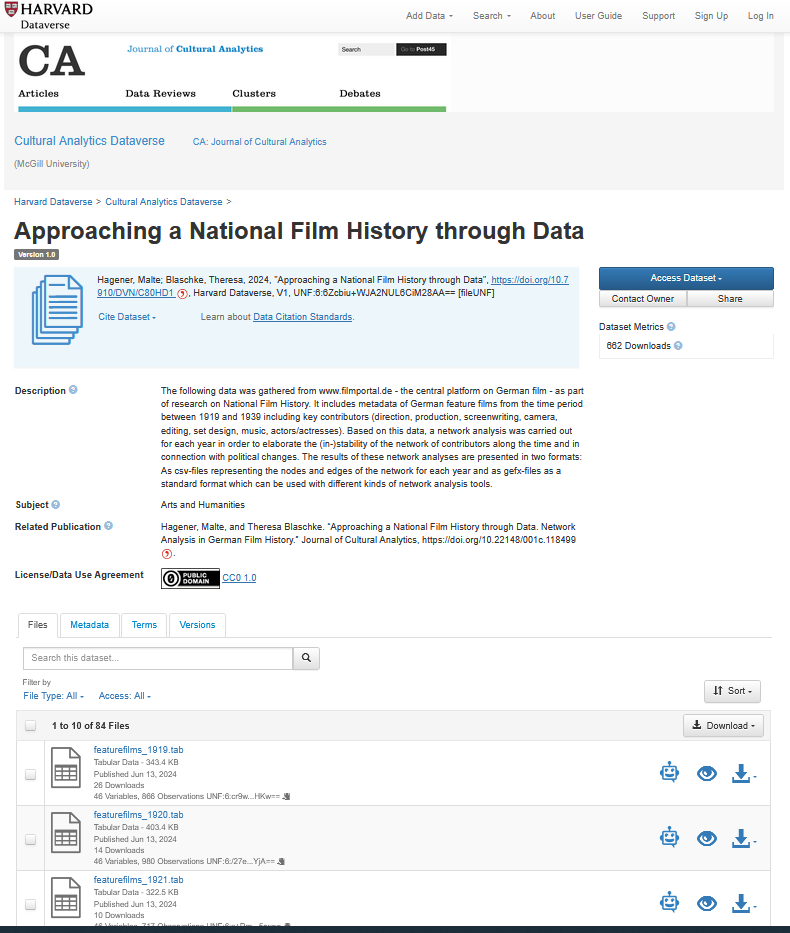 HARVARD
Dataverse
Add Data
Search
About
User Guide
Support
Sign Up
Log In
CA
Journal of Cultural Analytics
Search
Go to Post45
Articles
Data Reviews
Clusters
Debates
Cultural Analytics Dataverse
CA: Journal of Cultural Analytics
(McGill University)
Harvard Dataverse > Cultural Analytics Dataverse >
Approaching a National Film History through Data
Version 1.0
Hagener, Malte; Blaschke, Theresa, 2024, "Approaching a National Film History through Data", https://doi.org/10.7
910/DVN/C80HD1, Harvard Dataverse, V1, UNF:6:6Zcbiu+WJA2NUL6CiM28AA== [fileUNF]
Cite Dataset
Learn about Data Citation Standards.
Access Dataset
Contact Owner
Share
Dataset Metrics
662 Downloads
Description
The following data was gathered from www.filmportal.de - the central platform on German film - as part
of research on National Film History. It includes metadata of German feature films from the time period
between 1919 and 1939 including key contributors (direction, production, screenwriting, camera,
editing, set design, music, actors/actresses). Based on this data, a network analysis was carried out
for each year in order to elaborate the (in-)stability of the network of contributors along the time and in
connection with political changes. The results of these network analyses are presented in two formats:
As csv-files representing the nodes and edges of the network for each year and as gefx-files as a
standard format which can be used with different kinds of network analysis tools.
Subject
Arts and Humanities
Related Publication
Hagener, Malte, and Theresa Blaschke. "Approaching a National Film History through Data. Network
Analysis in German Film History." Journal of Cultural Analytics, https://doi.org/10.22148/001c.118499
.
License/Data Use Agreement
PUBLIC
DOMAIN
CC0 1.0
Files
Metadata
Terms
Versions
Search this dataset...
Filter by
File Type: All
Access: All
Sort
1 to 10 of 84 Files
Download
featurefilms_1919.tab
Tabular Data - 343.4 KB
Published Jun 13, 2024
26 Downloads
46 Variables, 866 Observations UNF:6:cr9w...HKw==
featurefilms_1920.tab
Tabular Data - 403.4 KB
Published Jun 13, 2024
14 Downloads
46 Variables, 980 Observations UNF:6:/27e...YjA==
featurefilms_1921.tab
Tabular Data - 322.5 KB
Published Jun 13, 2024
10 Downloads
46 Variables, 717 Observations